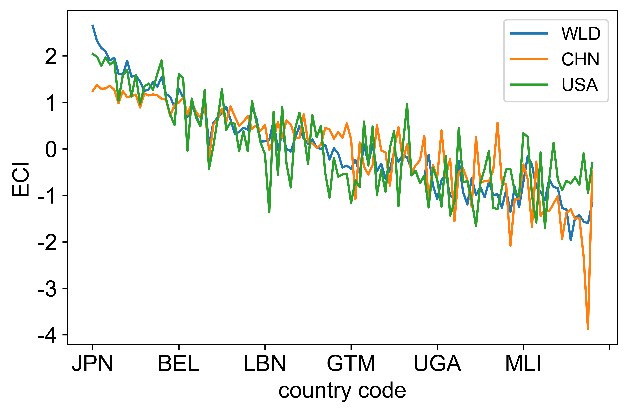 WLD
CHN
USA
2
1
0
-1
-2
-3
-4
ECI
JPN BEL LBN GTM UGA MLI
country code